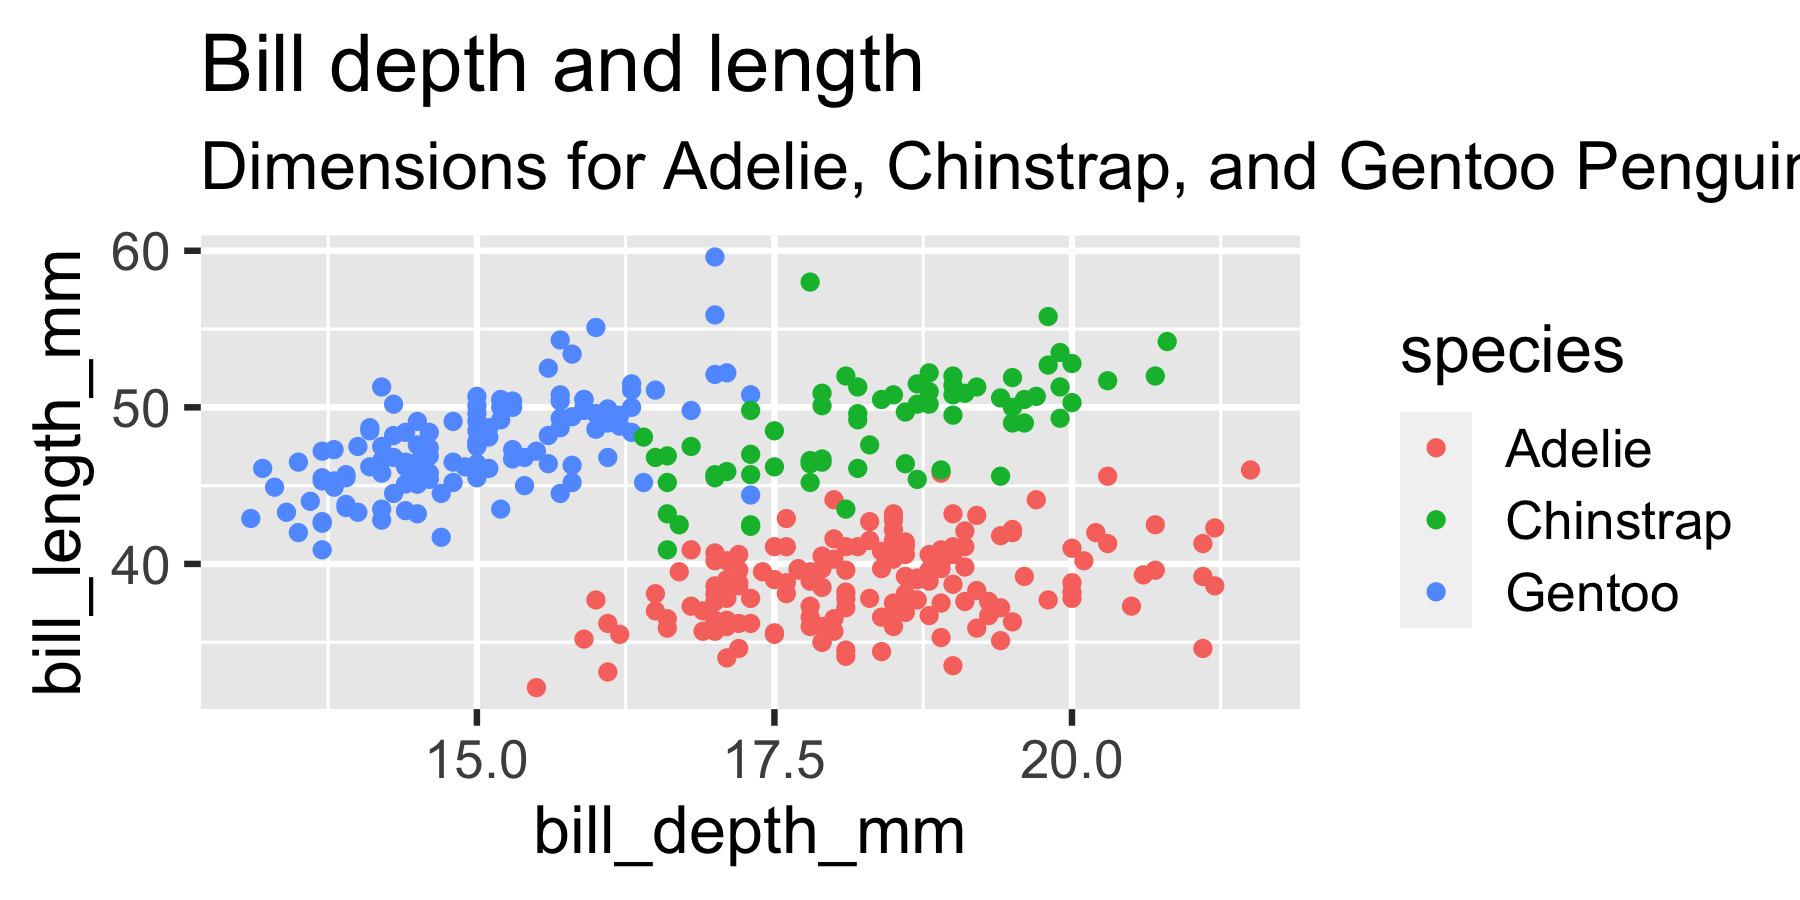 Bill depth and length
Dimensions for Adelie, Chinstrap, and Gentoo
60
50
40
bill_length_mm
15.0
17.5
20.0
bill_depth_mm
species
Adelie
Chinstrap
Gentoo